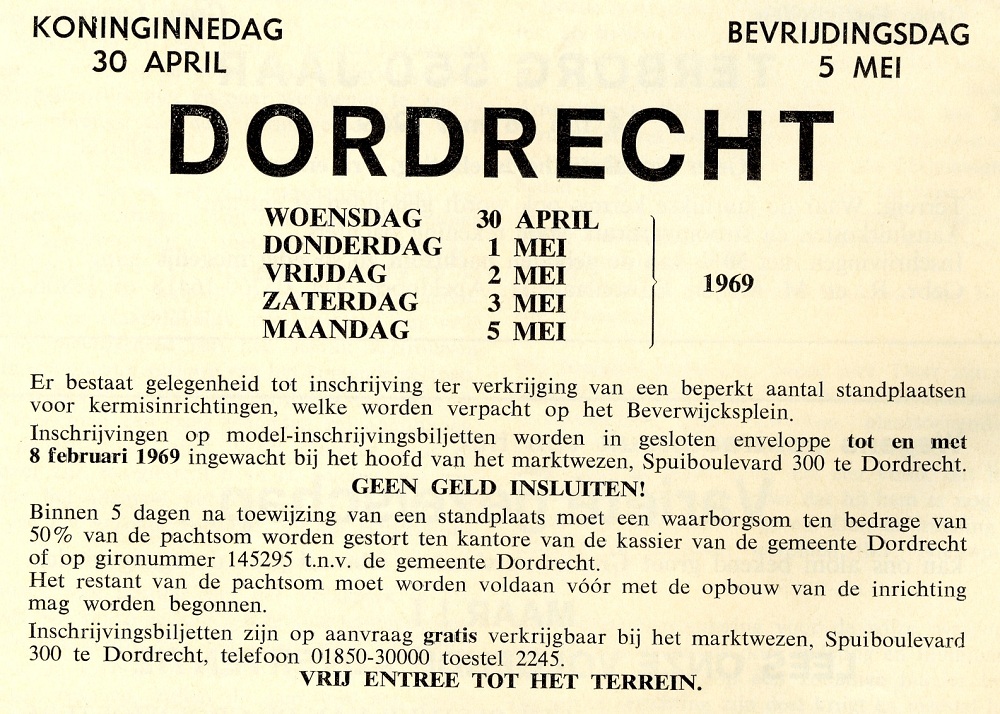 KONINGINNEDAG
30 APRIL
BEVRIJDINGSDAG
5 MEI
DORDRECHT
WOENSDAG 30 APRIL
DONDERDAG 1 MEI
VRIJDAG 2 MEI
ZATERDAG 3 MEI
MAANDAG 5 MEI
1969
Er bestaat gelegenheid tot inschrijving ter verkrijging van een beperkt aantal standplaatsen
voor kermisinrichtingen, welke worden verpacht op het Beverwijcksplein.
Inschrijvingen op model-inschrijvingsbiljetten worden in gesloten enveloppe tot en met
8 februari 1969 ingewacht bij het hoofd van het marktwezen, Spuiboulevard 300 te Dordrecht.
GEEN GELD INSLUITEN!
Binnen 5 dagen na toewijzing van een standplaats moet een waarborgsom ten bedrage van
50% van de pachtsom worden gestort ten kantore van de kassier van de gemeente Dordrecht
of op gironummer 145295 t.n.v. de gemeente Dordrecht.
Het restant van de pachtsom moet worden voldaan vóór met de opbouw van de inrichting
mag worden begonnen.
Inschrijvingsbiljetten zijn op aanvraag gratis verkrijgbaar bij het marktwezen, Spuiboulevard
300 te Dordrecht, telefoon 01850-30000 toestel 2245.
VRIJ ENTREE TOT HET TERREIN.